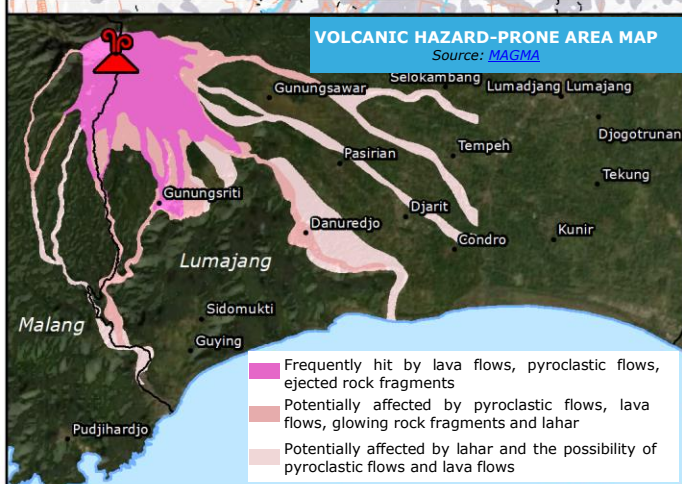 VOLCANIC HAZARD-PRONE AREA MAP
Source: MAGMA
Selokambang
Lumadjang Lumajang
Gunungsawar
Djogotrunan
Tempeh
Pasirian
Tekung
Gunungsriti
Djarit
Danuredjo
Kunir
Condro
Lumajang
Sidomukti
Malang
Guying
Frequently hit by lava flows, pyroclastic flows,
ejected rock fragments
Potentially affected by pyroclastic flows, lava
flows, glowing rock fragments and lahar
Potentially affected by lahar and the possibility of
pyroclastic flows and lava flows
Pudjihardjo